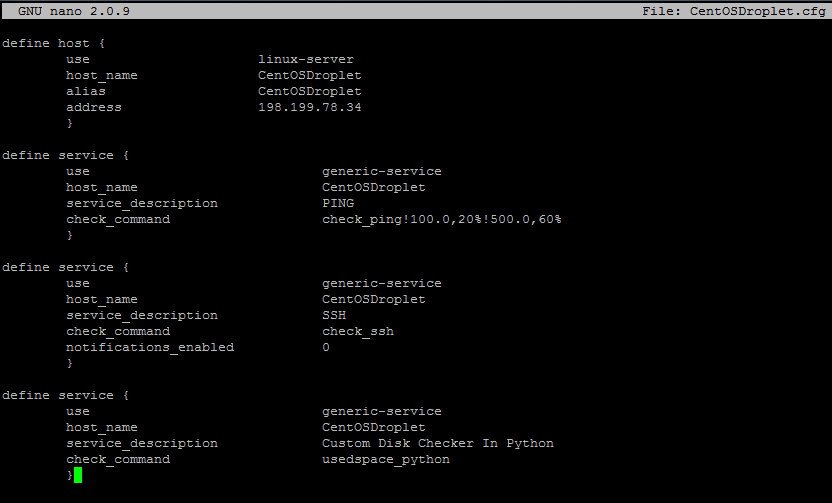 GNU nano 2.0.9 File: CentOSDroplet.cfg
define host {
use linux-server
host_name CentOSDroplet
alias CentOSDroplet
address 198.199.78.34
}
define service {
use generic-service
host_name CentOSDroplet
service_description PING
check_command check_ping!100.0,20%!500.0,60%
}
define service {
use generic-service
host_name CentOSDroplet
service_description SSH
check_command check_ssh
notifications_enabled 0
}
define service {
use generic-service
host_name CentOSDroplet
service_description Custom Disk Checker In Python
check_command usedspace_python
}